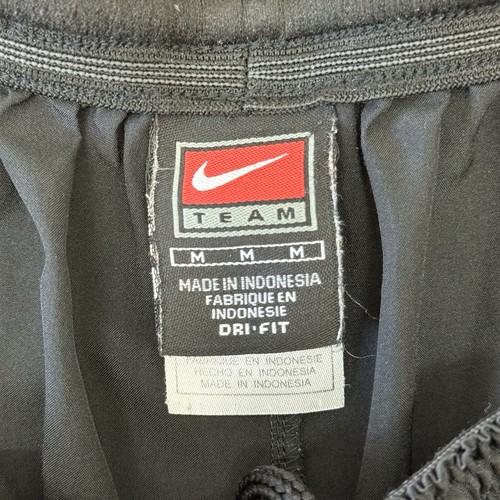 TEAM
M M M
MADE IN INDONESIA
FABRIQUE EN
INDONESIE
DRI•FIT
FABRIQUE EN INDONESIE
HECHO EN INDONESIA
MADE IN INDONESIA